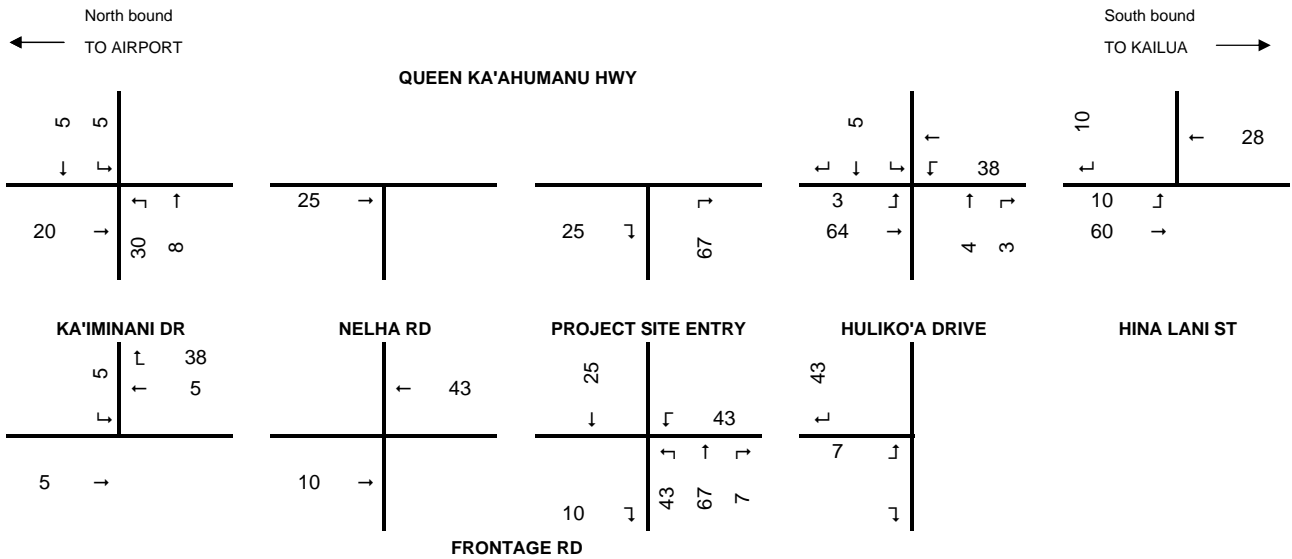 North bound
South bound
TO AIRPORT
TO KAILUA
QUEEN KA'AHUMANU HWY
5 5
5
10
28
38
25
3
10
20
25
64
60
30 8
67
4 3
KA'IMINANI DR
NELHA RD
PROJECT SITE ENTRY
HULIKO'A DRIVE
HINA LANI ST
38
5
5
43
25
43
43
7
5
10
43 67 7
10
FRONTAGE RD